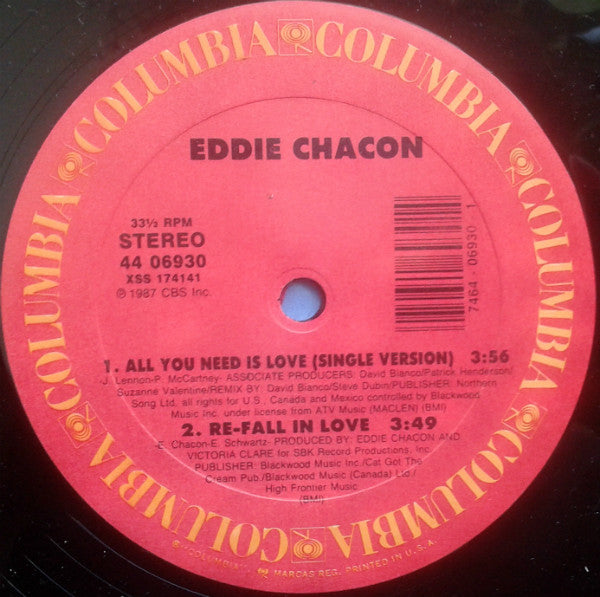 COLUMBIA COLUMBIA COLUMBIA COLUMBIA COLUMBIA COLUMBIA
EDDIE CHACON
33⅓ RPM
STEREO
44 06930
XSS 174141
℗ 1987 CBS Inc.
7464-06930 1
1. ALL YOU NEED IS LOVE (SINGLE VERSION) 3:56
J. Lennon-P. McCartney- ASSOCIATE PRODUCERS: David Bianco/Patrick Henderson/
Suzanne Valentine/REMIX BY: David Bianco/Steve Dubin/PUBLISHER: Northern
Song Ltd. all rights for U.S., Canada and Mexico controlled by Blackwood
Music Inc. under license from ATV Music (MACLEN) (BMI)
2. RE-FALL IN LOVE 3:49
-E. Chacon-E. Schwartz- PRODUCED BY: EDDIE CHACON AND
VICTORIA CLARE for SBK Record Productions, Inc.
PUBLISHER: Blackwood Music Inc./Cat Got The
Cream Pub./Blackwood Music (Canada) Ltd./
High Frontier Music
(BMI)
® "COLUMBIA", MARCAS REG. PRINTED IN U.S.A.